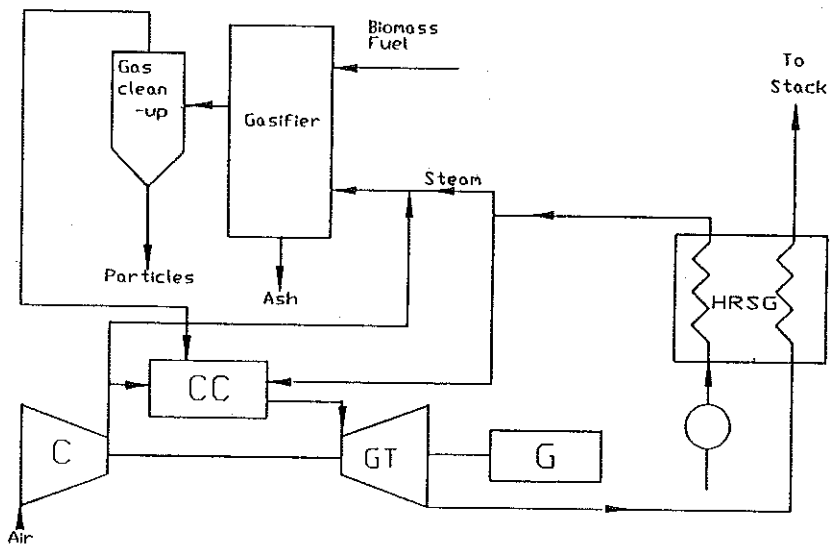 Biomass
Fuel
To
Stack
Gas
clean
-up
Gasifier
Steam
Particles
Ash
HRSG
CC
C
GT
G
Air